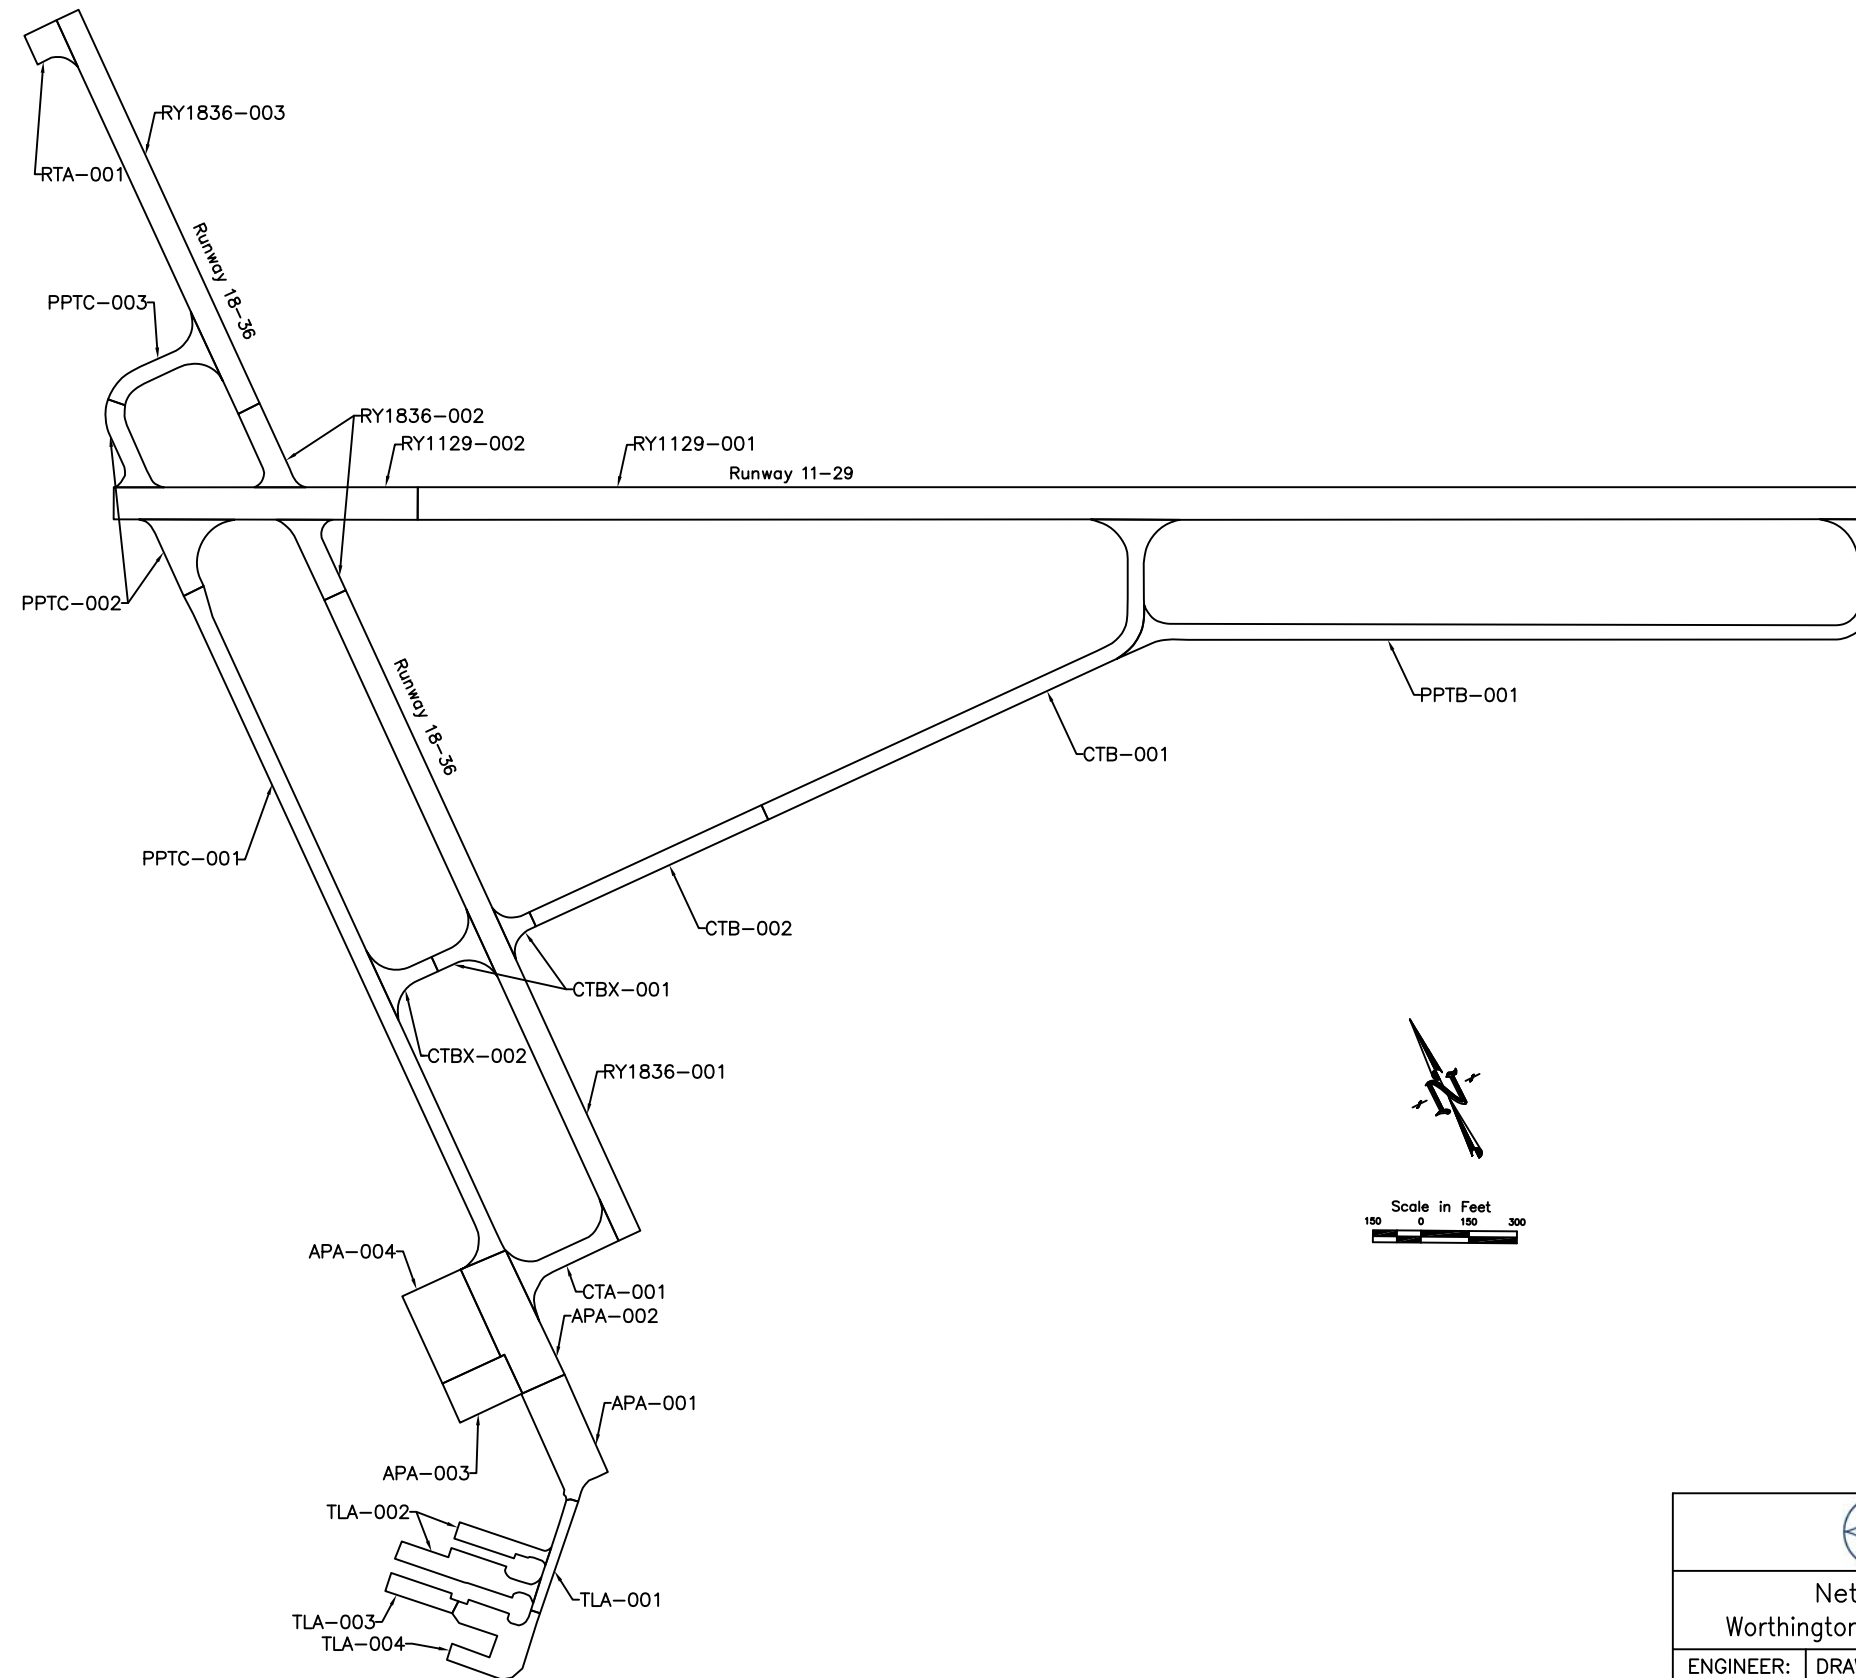 RY1836-003
RTA-001
Runway 18-36
PPTC-003
RY1836-002
RY1129-002
RY1129-001
Runway 11-29
PPTC-002
Runway 18-36
PPTB-001
CTB-001
PPTC-001
CTB-002
CTBX-001
CTBX-002
RY1836-001
N
Scale in Feet
150 0 150 300
APA-004
CTA-001
APA-002
APA-001
APA-003
TLA-002
TLA-001
TLA-003
TLA-004
Net
Worthington
ENGINEER: